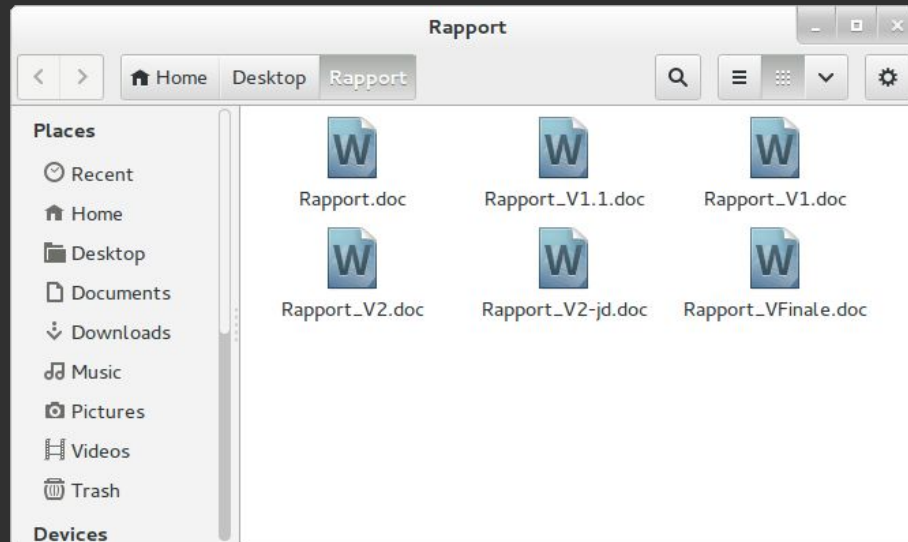 Rapport
Home Desktop Rapport
Places
Recent
Home
Desktop
Documents
Downloads
Music
Pictures
Videos
Trash
Devices
W W W
Rapport.doc Rapport_V1.1.doc Rapport_V1.doc
W W W
Rapport_V2.doc Rapport_V2-jd.doc Rapport_VFinale.doc